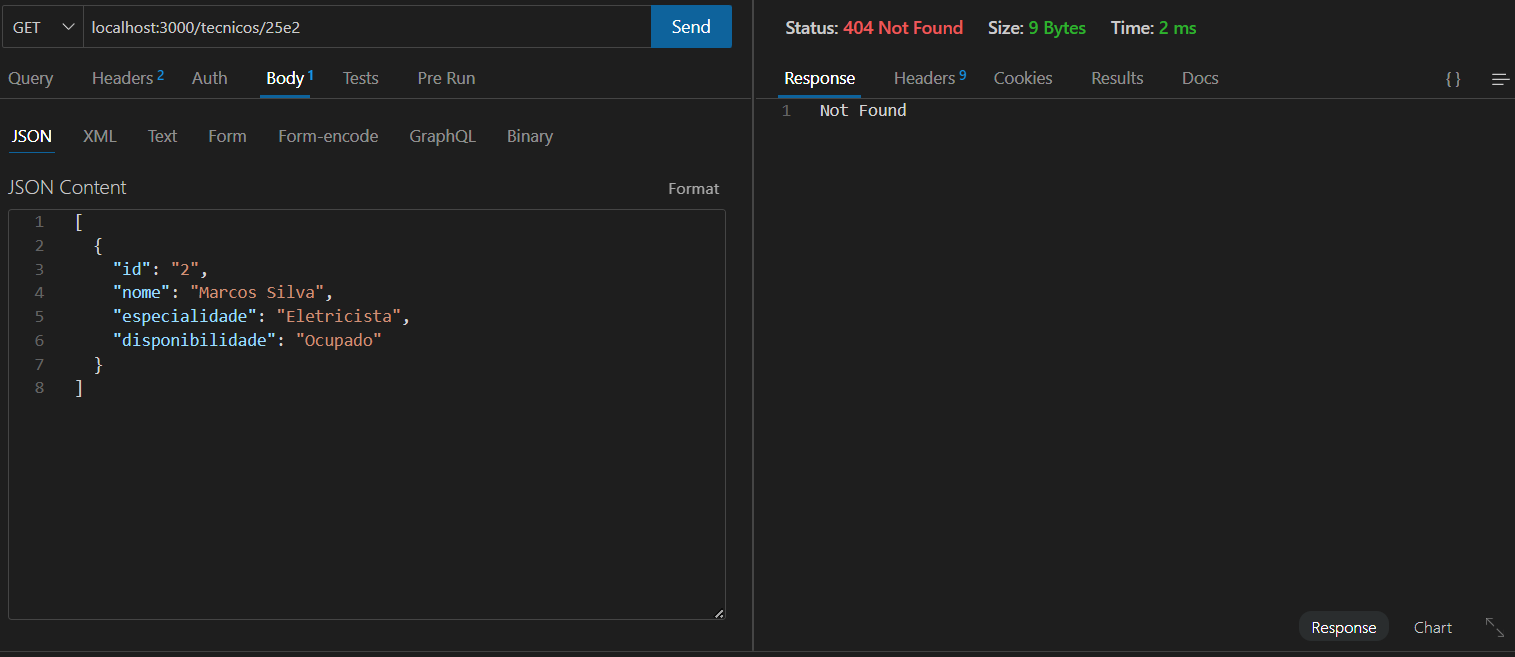 GET localhost:3000/tecnicos/25e2 Send
Query Headers 2 Auth Body 1 Tests Pre Run
JSON XML Text Form Form-encode GraphQL Binary
JSON Content Format
1 [
2 {
3 "id": "2",
4 "nome": "Marcos Silva",
5 "especialidade": "Eletricista",
6 "disponibilidade": "Ocupado"
7 }
8 ]
Status: 404 Not Found Size: 9 Bytes Time: 2 ms
Response Headers 9 Cookies Results Docs { }
1 Not Found
Response Chart